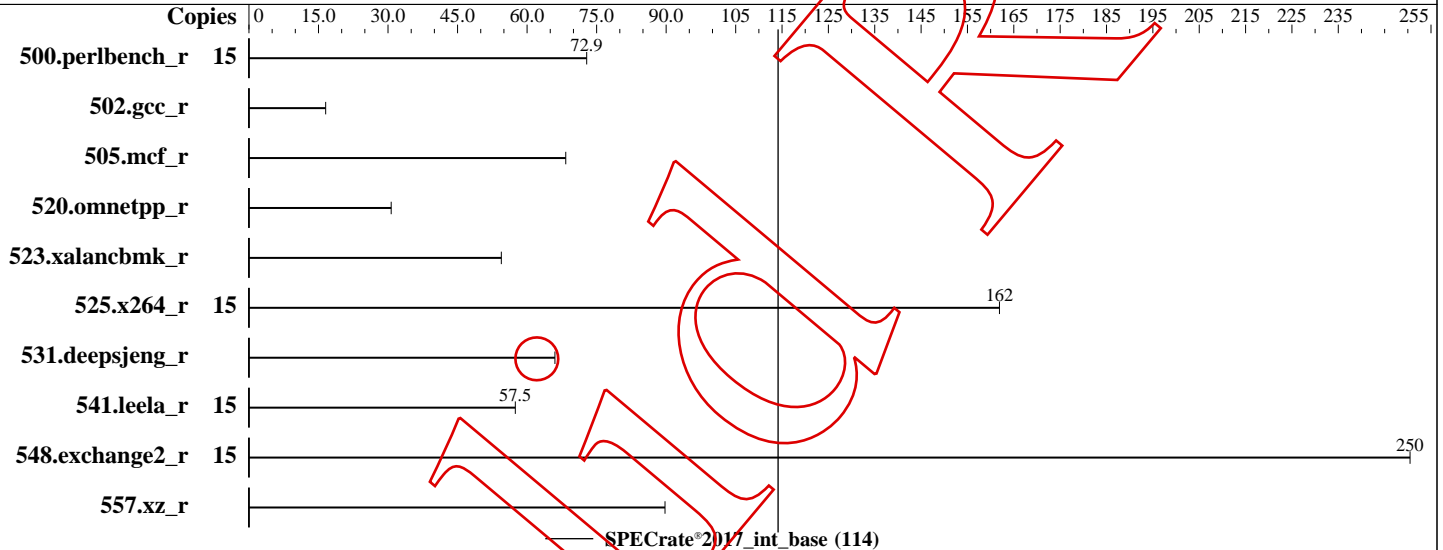 Copies 0 15.0 30.0 45.0 60.0 75.0 90.0 105 115 125 135 145 155 165 175 185 195 205 215 225 235 255
500.perlbench_r 15 72.9
502.gcc_r
505.mcf_r
520.omnetpp_r
523.xalancbmk_r
525.x264_r 15 162
531.deepsjeng_r
541.leela_r 15 57.5
548.exchange2_r 15 250
557.xz_r
SPECrate®2017_int_base (114)